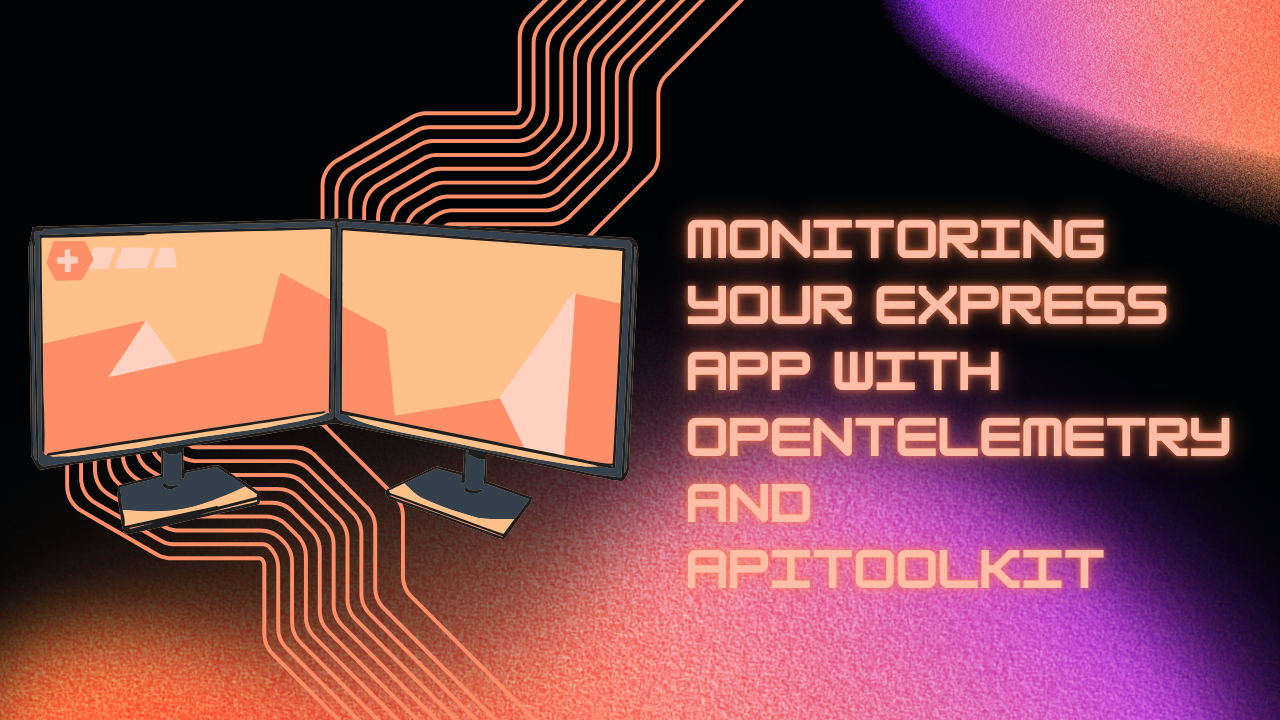 MONITORING
YOUR EXPRESS
APP WITH
OPENTELEMETRY
AND
APITOOLKIT